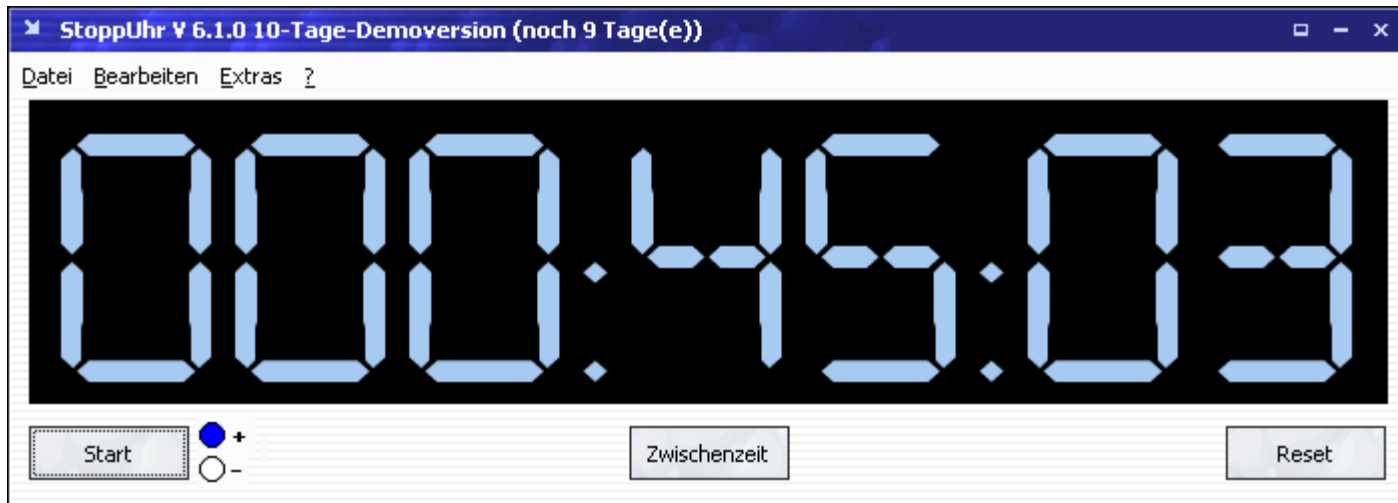 StoppUhr V 6.1.0 10-Tage-Demoversion (noch 9 Tage(e))
Datei Bearbeiten Extras ?
000:45:03
Start + Zwischenzeit Reset
-